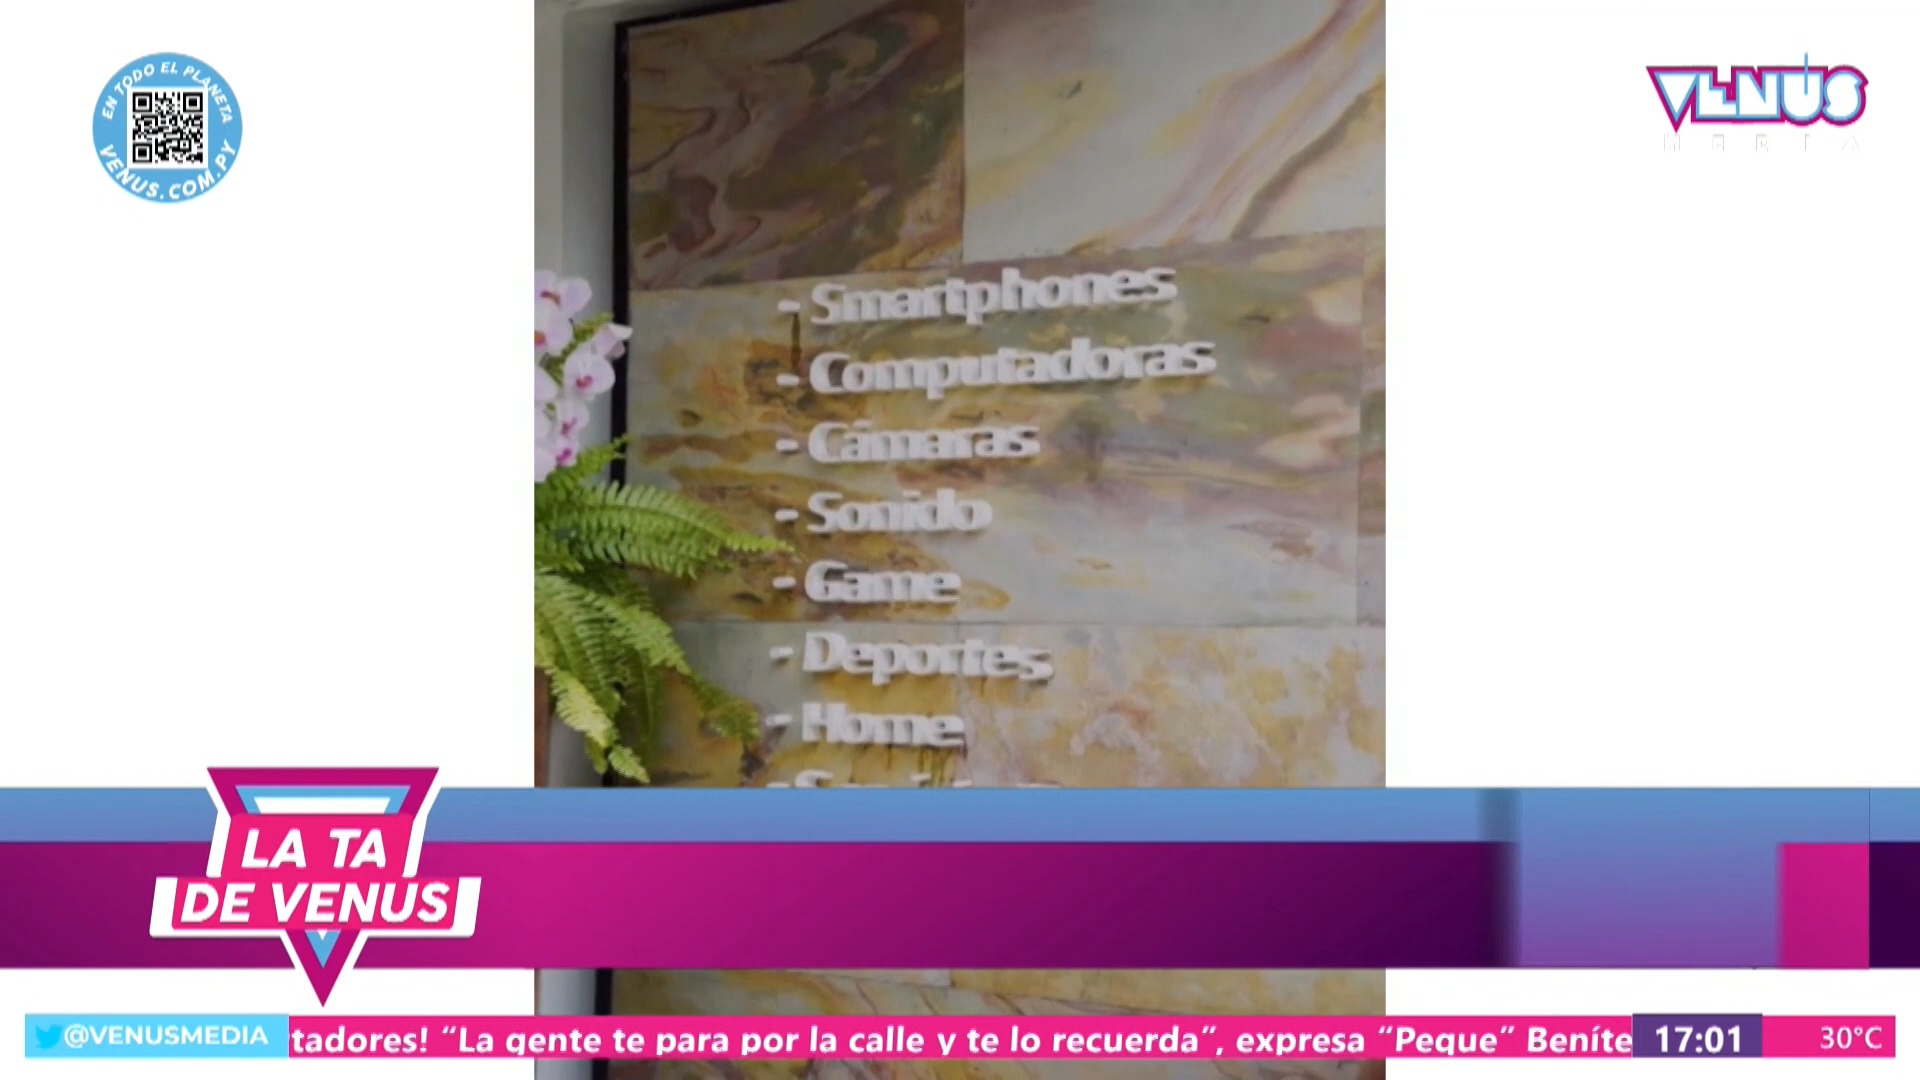 EN TODO EL PLANETA
VENUS.COM.PY
VENUS
MEDIA
- Smartphones
- Computadoras
- Cámaras
- Sonido
- Game
- Deportes
- Home
LA TA
DE VENUS
@VENUSMEDIA
tadores! “La gente te para por la calle y te lo recuerda”, expresa “Peque” Beníte
17:01
30°C